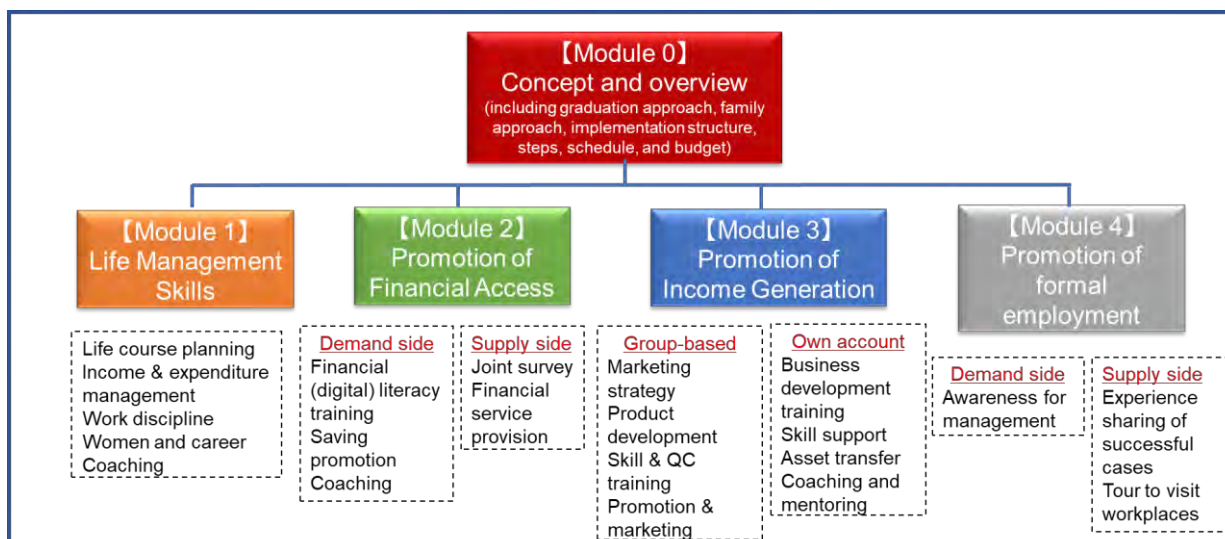 【Module 0】
Concept and overview
(including graduation approach, family
approach, implementation structure,
steps, schedule, and budget)
【Module 1】
Life Management
Skills
【Module 2】
Promotion of
Financial Access
【Module 3】
Promotion of
Income Generation
【Module 4】
Promotion of
formal
employment
Life course planning
Income & expenditure
management
Work discipline
Women and career
Coaching
Demand side
Financial
(digital) literacy
training
Saving
promotion
Coaching
Supply side
Joint survey
Financial
service
provision
Group-based
Marketing
strategy
Product
development
Skill & QC
training
Promotion &
marketing
Own account
Business
development
training
Skill support
Asset transfer
Coaching and
mentoring
Demand side
Awareness for
management
Supply side
Experience
sharing of
successful
cases
Tour to visit
workplaces